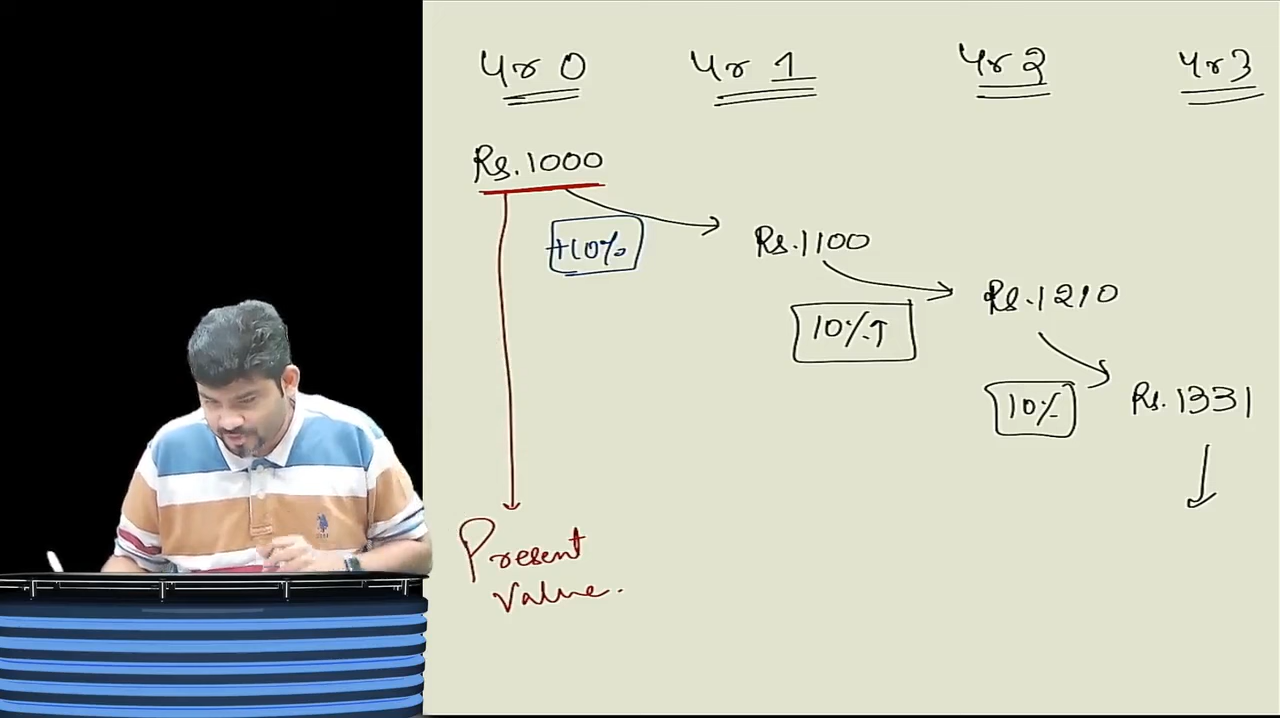 Yr 0 Yr 1 Yr 2 Yr 3
Rs.1000
+10%
Rs.1100
10%↑
Rs.1210
10%
Rs.1331
Present
value.